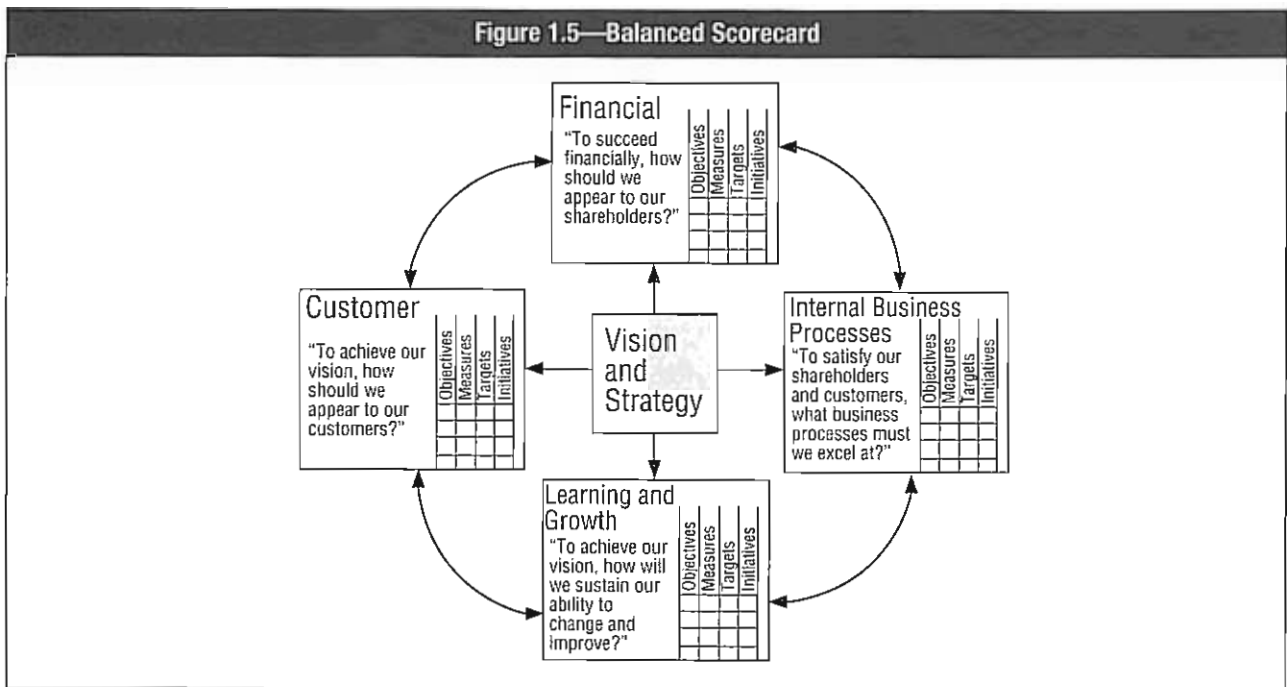 Figure 1.5—Balanced Scorecard
Financial
"To succeed
financially, how
should we
appear to our
shareholders?"
Objectives
Measures
Targets
Initiatives
Customer
"To achieve our
vision, how
should we
appear to our
customers?"
Objectives
Measures
Targets
Initiatives
Vision
and
Strategy
Internal Business
Processes
"To satisfy our
shareholders
and customers,
what business
processes must
we excel at?"
Objectives
Measures
Targets
Initiatives
Learning and
Growth
"To achieve our
vision, how will
we sustain our
ability to
change and
improve?"
Objectives
Measures
Targets
Initiatives